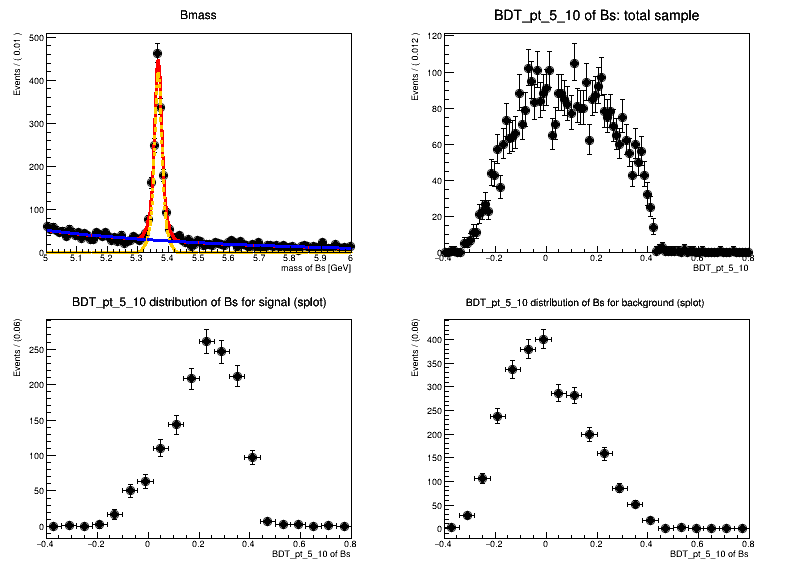 Bmass
Events / ( 0.01 )
500
400
300
200
100
0
5 5.1 5.2 5.3 5.4 5.5 5.6 5.7 5.8 5.9 6
mass of Bs [GeV]
BDT_pt_5_10 of Bs: total sample
Events / ( 0.012 )
120
100
80
60
40
20
0
−0.4 −0.2 0 0.2 0.4 0.6 0.8
BDT_pt_5_10
BDT_pt_5_10 distribution of Bs for signal (splot)
Events / (0.06)
250
200
150
100
50
0
−0.4 −0.2 0 0.2 0.4 0.6 0.8
BDT_pt_5_10 of Bs
BDT_pt_5_10 distribution of Bs for background (splot)
Events / (0.06)
400
350
300
250
200
150
100
50
0
−0.4 −0.2 0 0.2 0.4 0.6 0.8
BDT_pt_5_10 of Bs